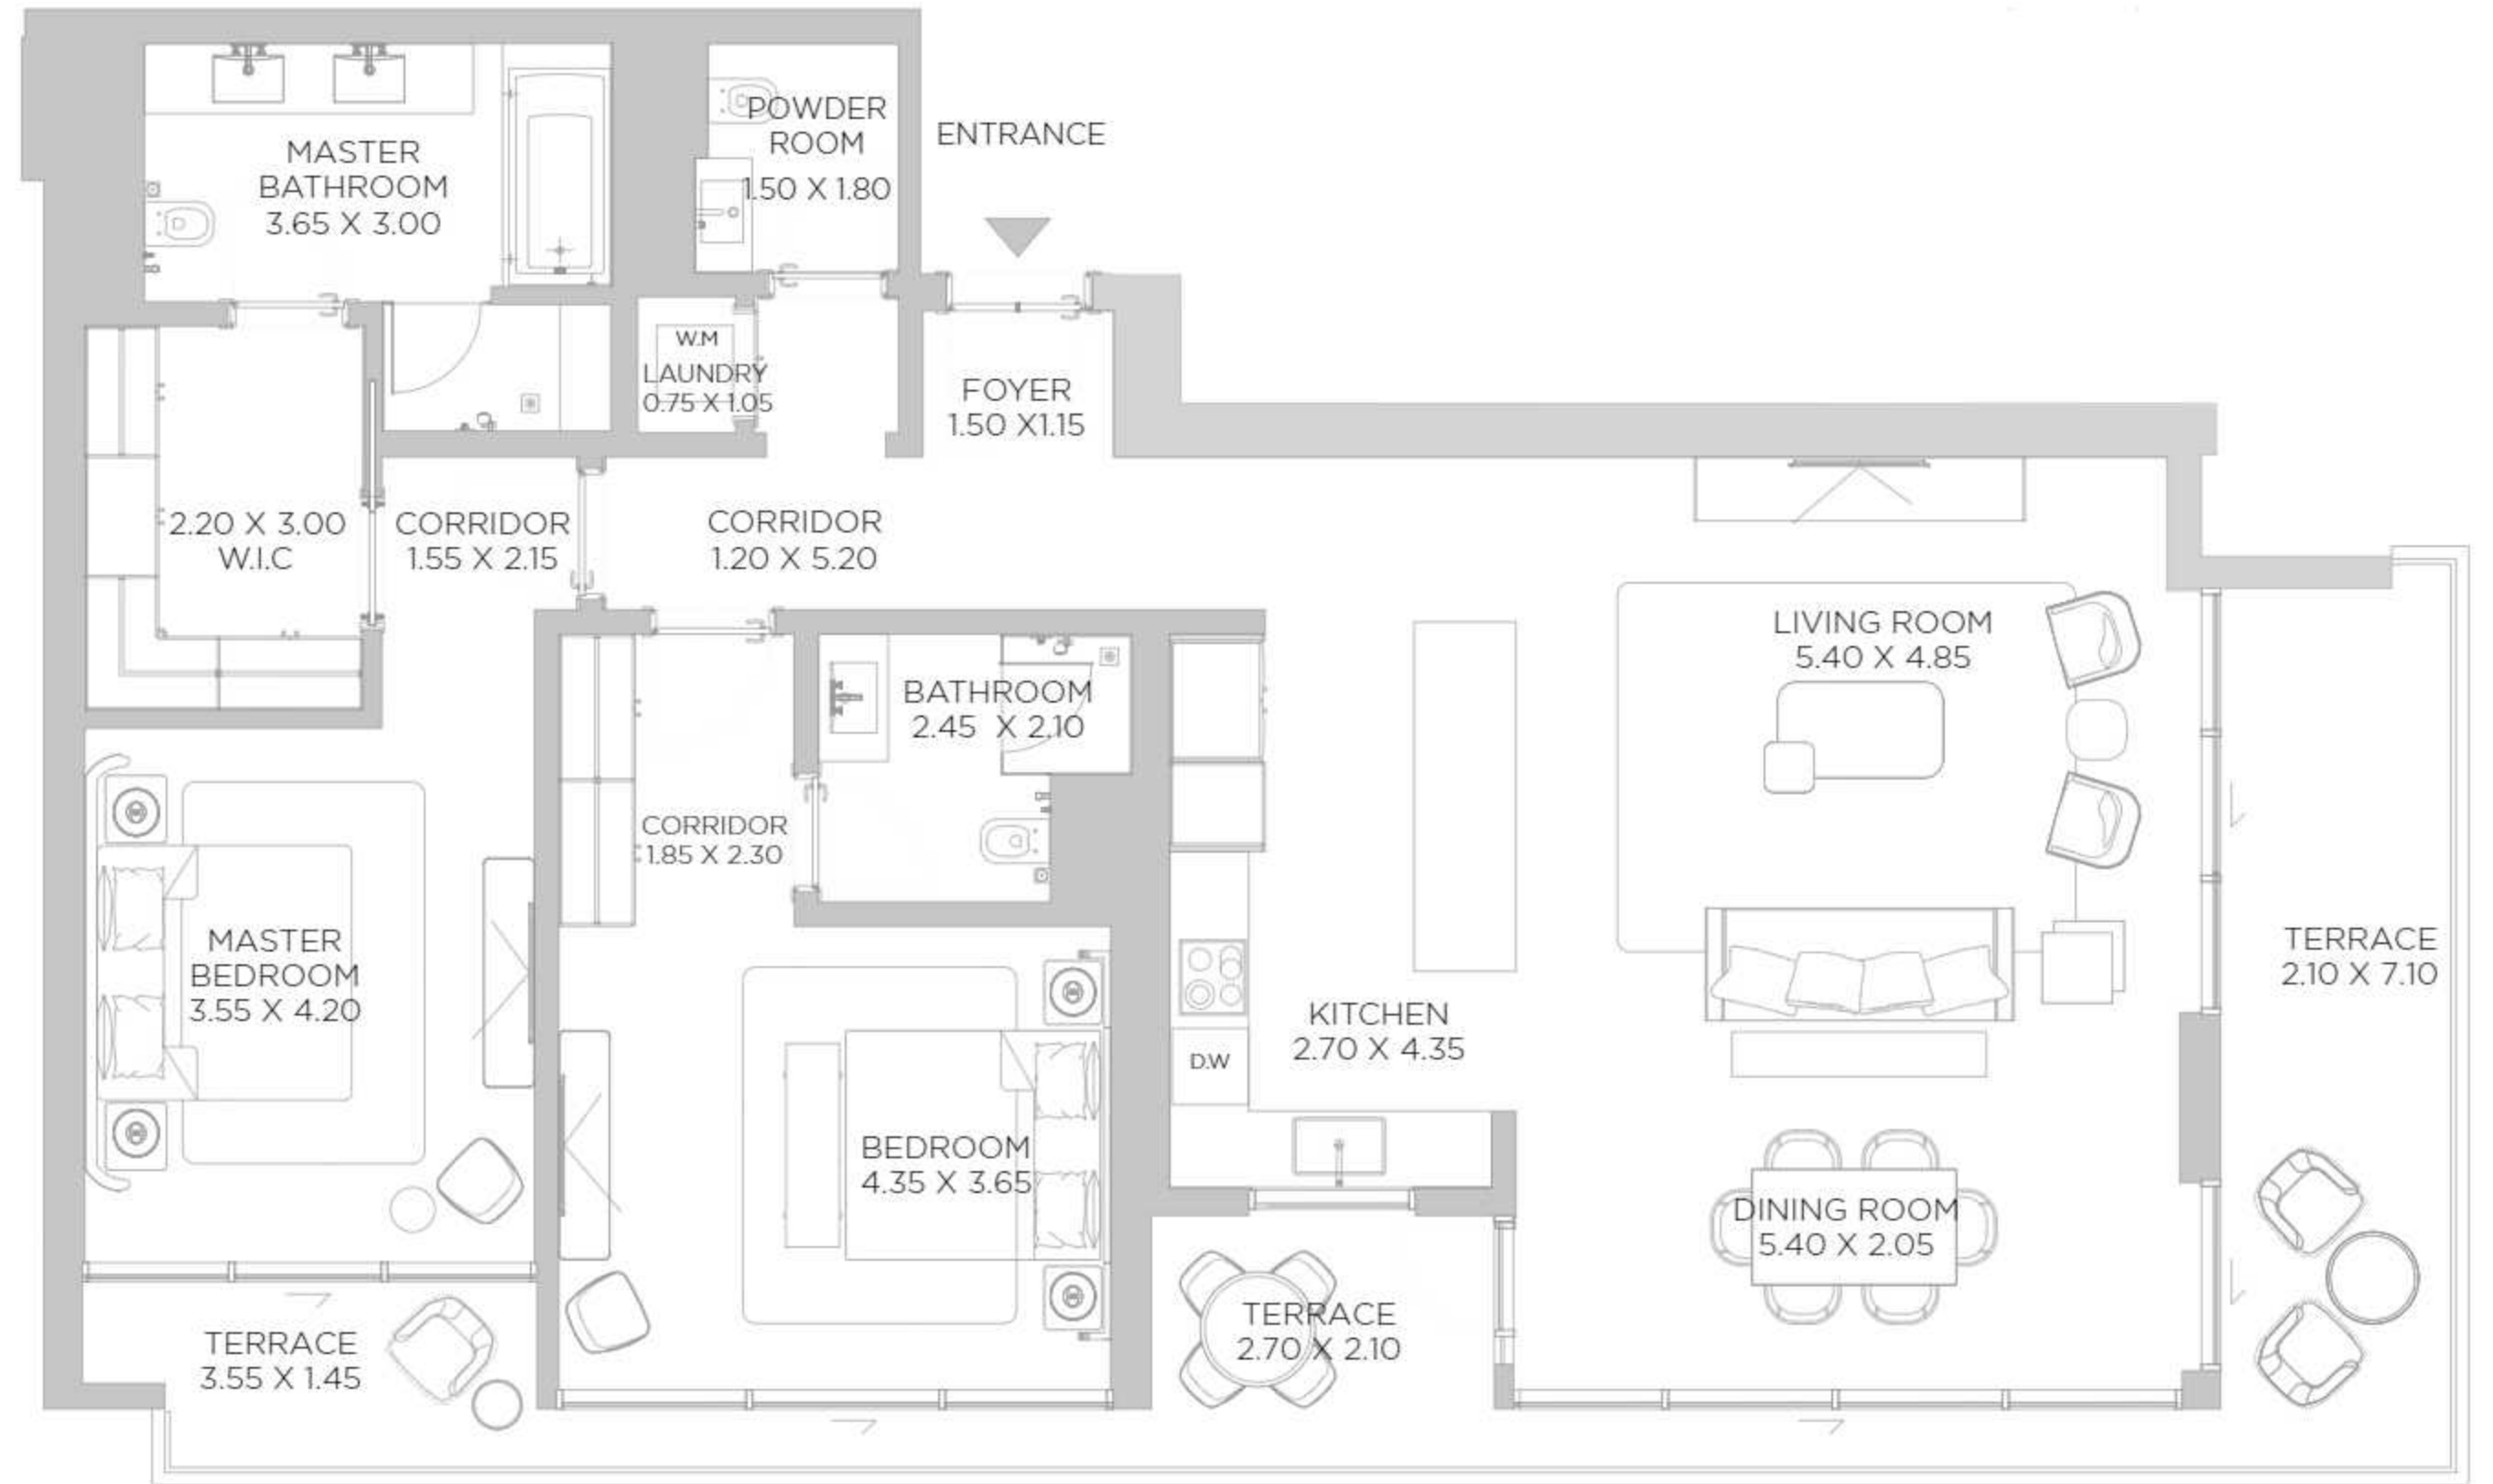 POWDER
ROOM
1.50 X 1.80
ENTRANCE
MASTER
BATHROOM
3.65 X 3.00
W.M
LAUNDRY
0.75 X 1.05
FOYER
1.50 X1.15
2.20 X 3.00
W.I.C
CORRIDOR
1.55 X 2.15
CORRIDOR
1.20 X 5.20
LIVING ROOM
5.40 X 4.85
BATHROOM
2.45 X 2.10
CORRIDOR
1.85 X 2.30
MASTER
BEDROOM
3.55 X 4.20
TERRACE
2.10 X 7.10
KITCHEN
2.70 X 4.35
D.W
BEDROOM
4.35 X 3.65
DINING ROOM
5.40 X 2.05
TERRACE
3.55 X 1.45
TERRACE
2.70 X 2.10